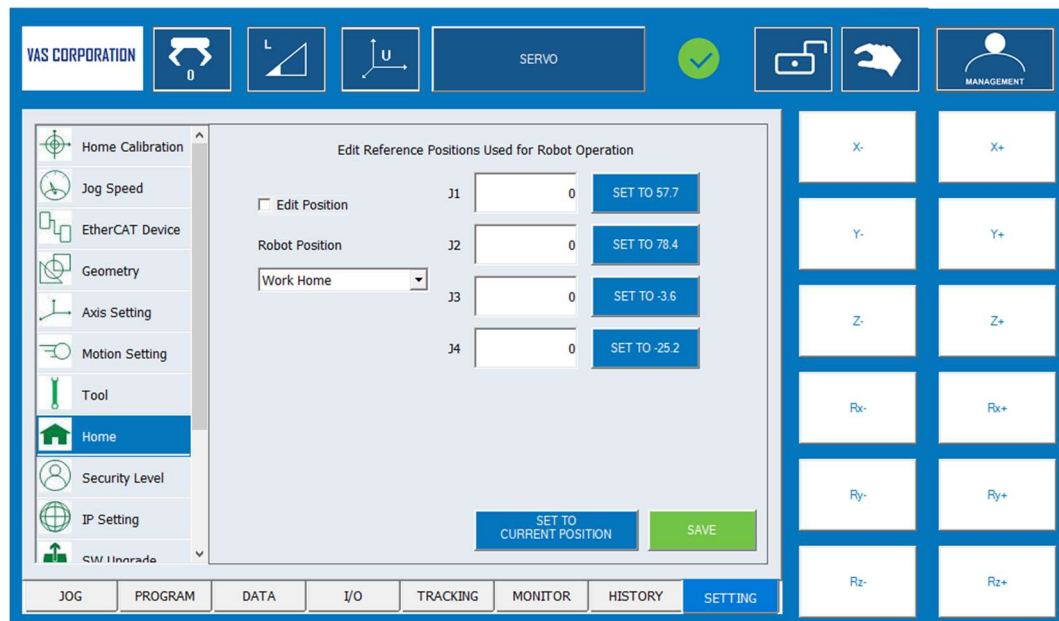 VAS CORPORATION
0
L
U
SERVO
MANAGEMENT
Home Calibration
Jog Speed
EtherCAT Device
Geometry
Axis Setting
Motion Setting
Tool
Home
Security Level
IP Setting
SW Upgrade
Edit Reference Positions Used for Robot Operation
Edit Position
Robot Position
Work Home
J1 0 SET TO 57.7
J2 0 SET TO 78.4
J3 0 SET TO -3.6
J4 0 SET TO -25.2
SET TO
CURRENT POSITION
SAVE
X- X+
Y- Y+
Z- Z+
Rx- Rx+
Ry- Ry+
Rz- Rz+
JOG PROGRAM DATA I/O TRACKING MONITOR HISTORY SETTING